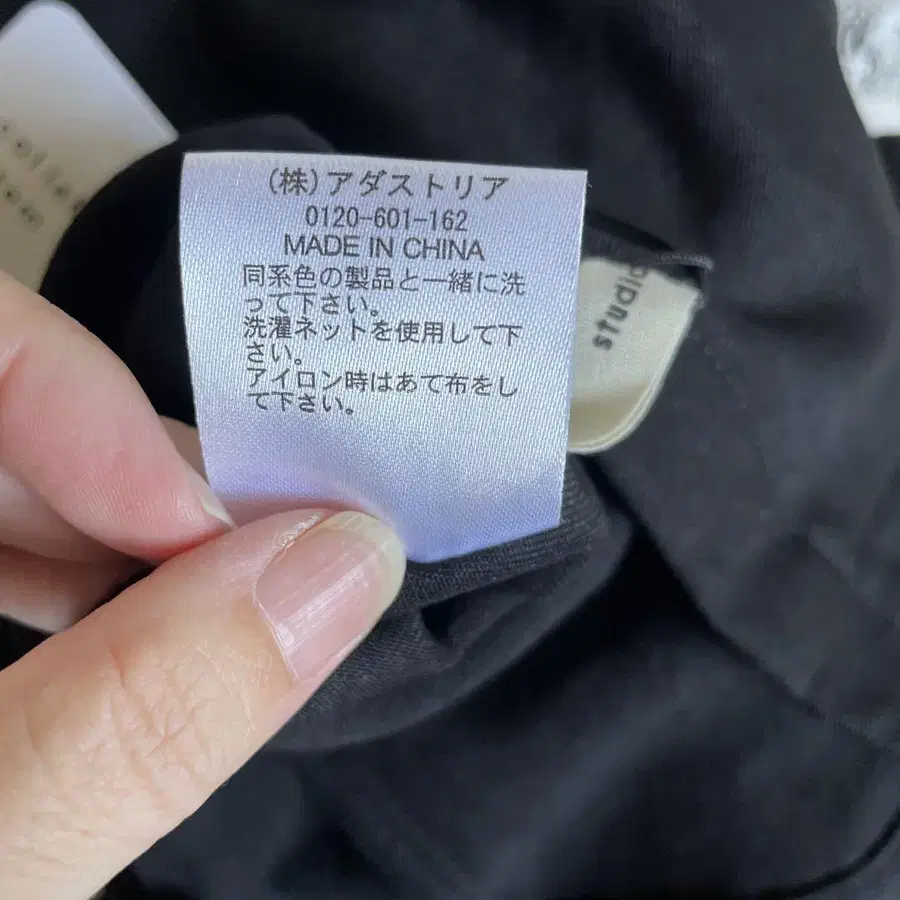 (株)アダストリア
0120-601-162
MADE IN CHINA
同系色の製品と一緒に洗
って下さい。
洗濯ネットを使用して下
さい。
アイロン時はあて布をし
て下さい。
studio